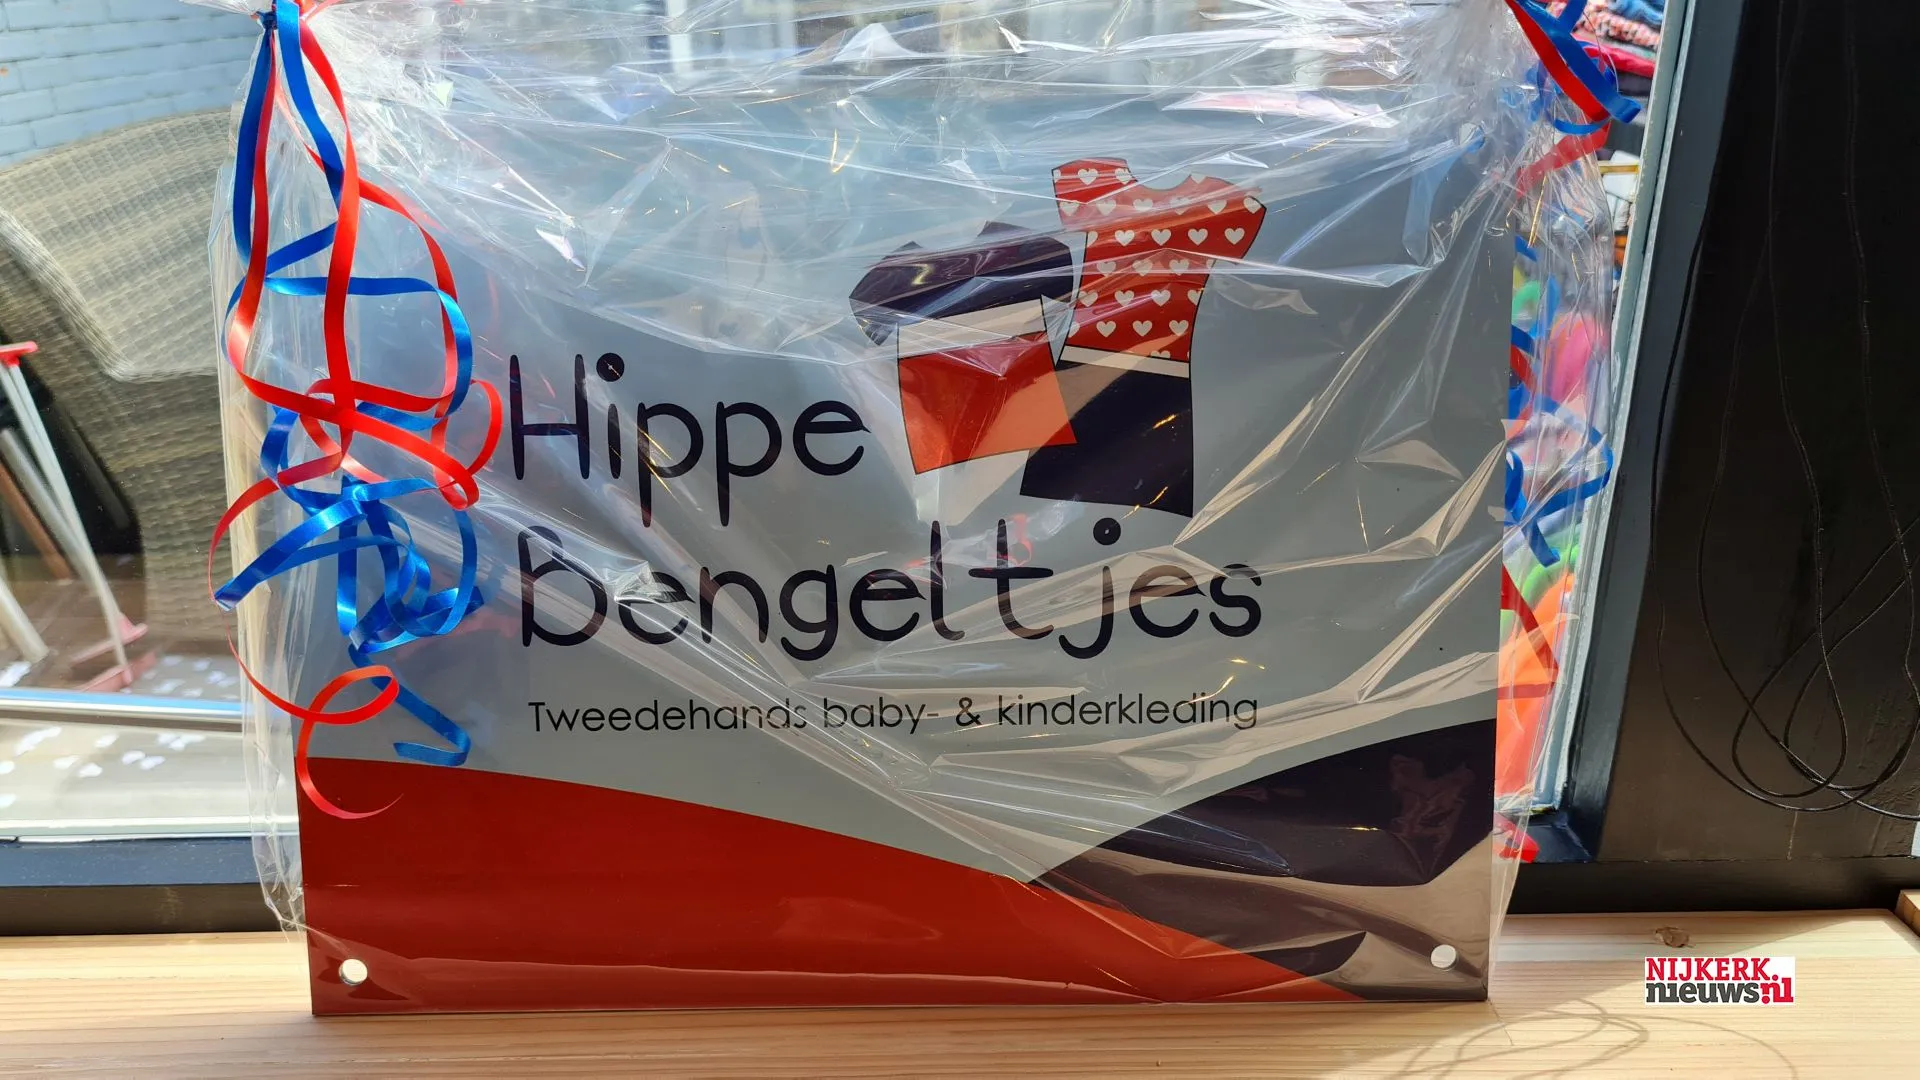 Hippe
Bengeltjes
Tweedehands baby- & kinderkleding
NIJKERK.
nieuws.nl